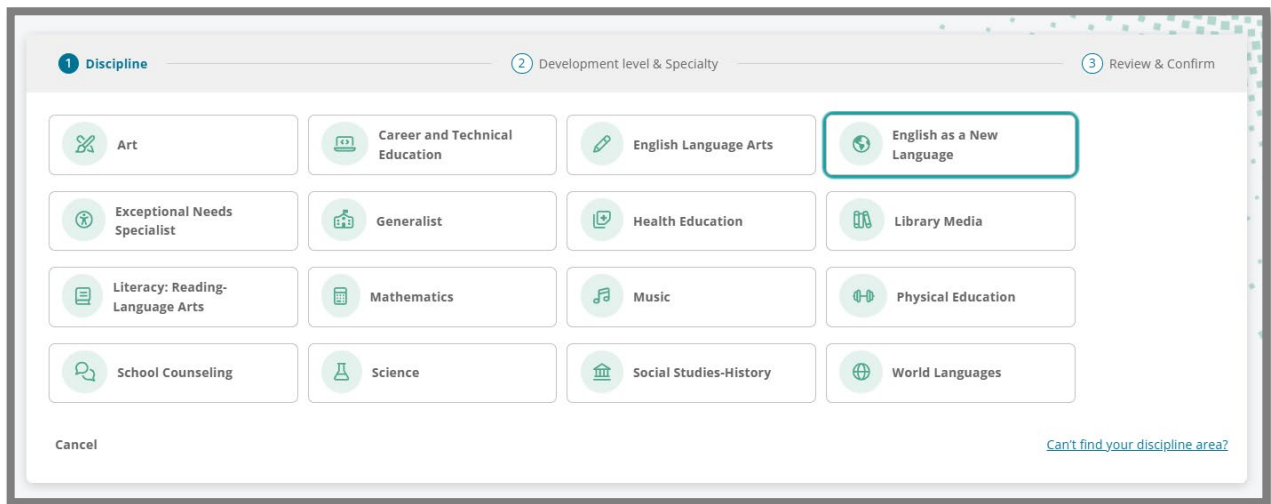 1 Discipline
2 Development level & Specialty
3 Review & Confirm
Art
Career and Technical
Education
English Language Arts
English as a New
Language
Exceptional Needs
Specialist
Generalist
Health Education
Library Media
Literacy: Reading-
Language Arts
Mathematics
Music
Physical Education
School Counseling
Science
Social Studies-History
World Languages
Cancel
Can't find your discipline area?